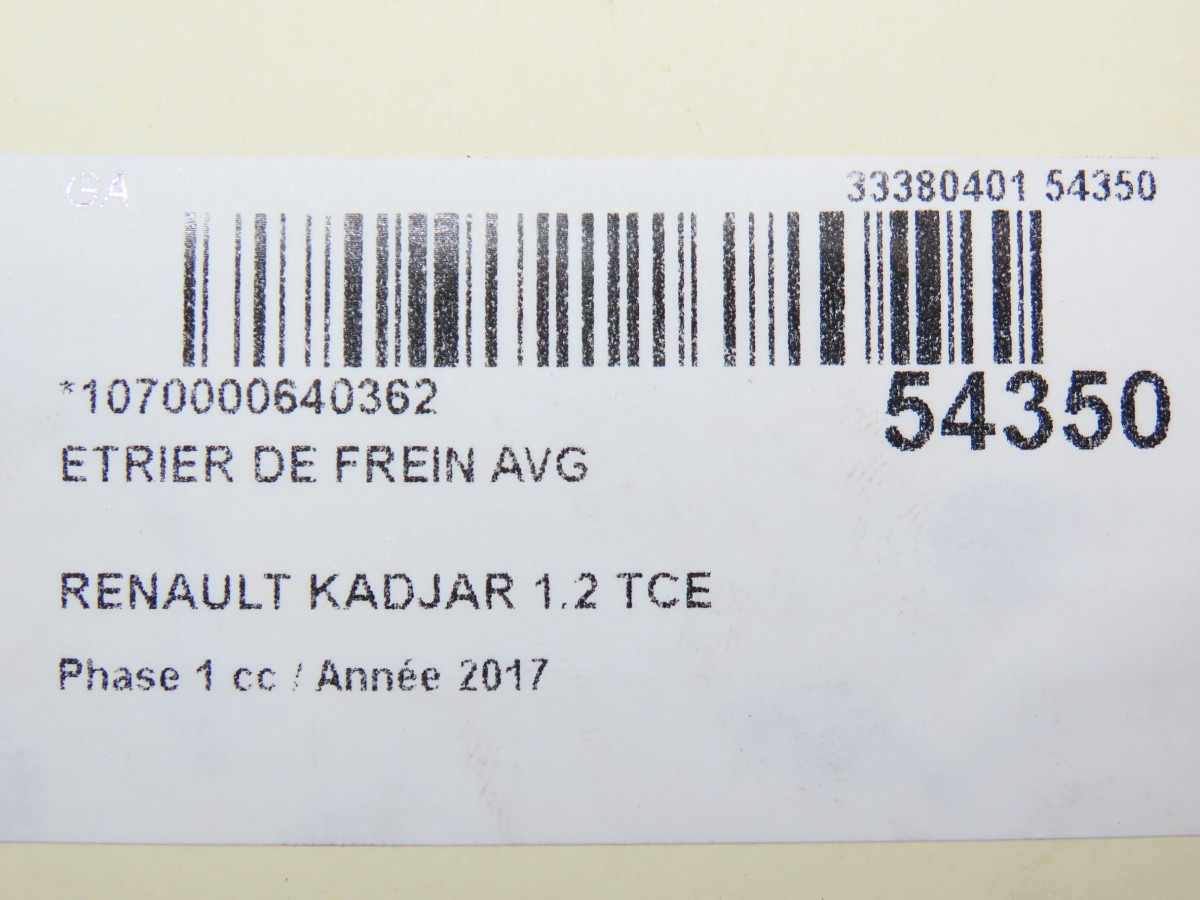 GA
33380401 54350
*1070000640362
54350
ETRIER DE FREIN AVG
RENAULT KADJAR 1.2 TCE
Phase 1 cc / Année 2017